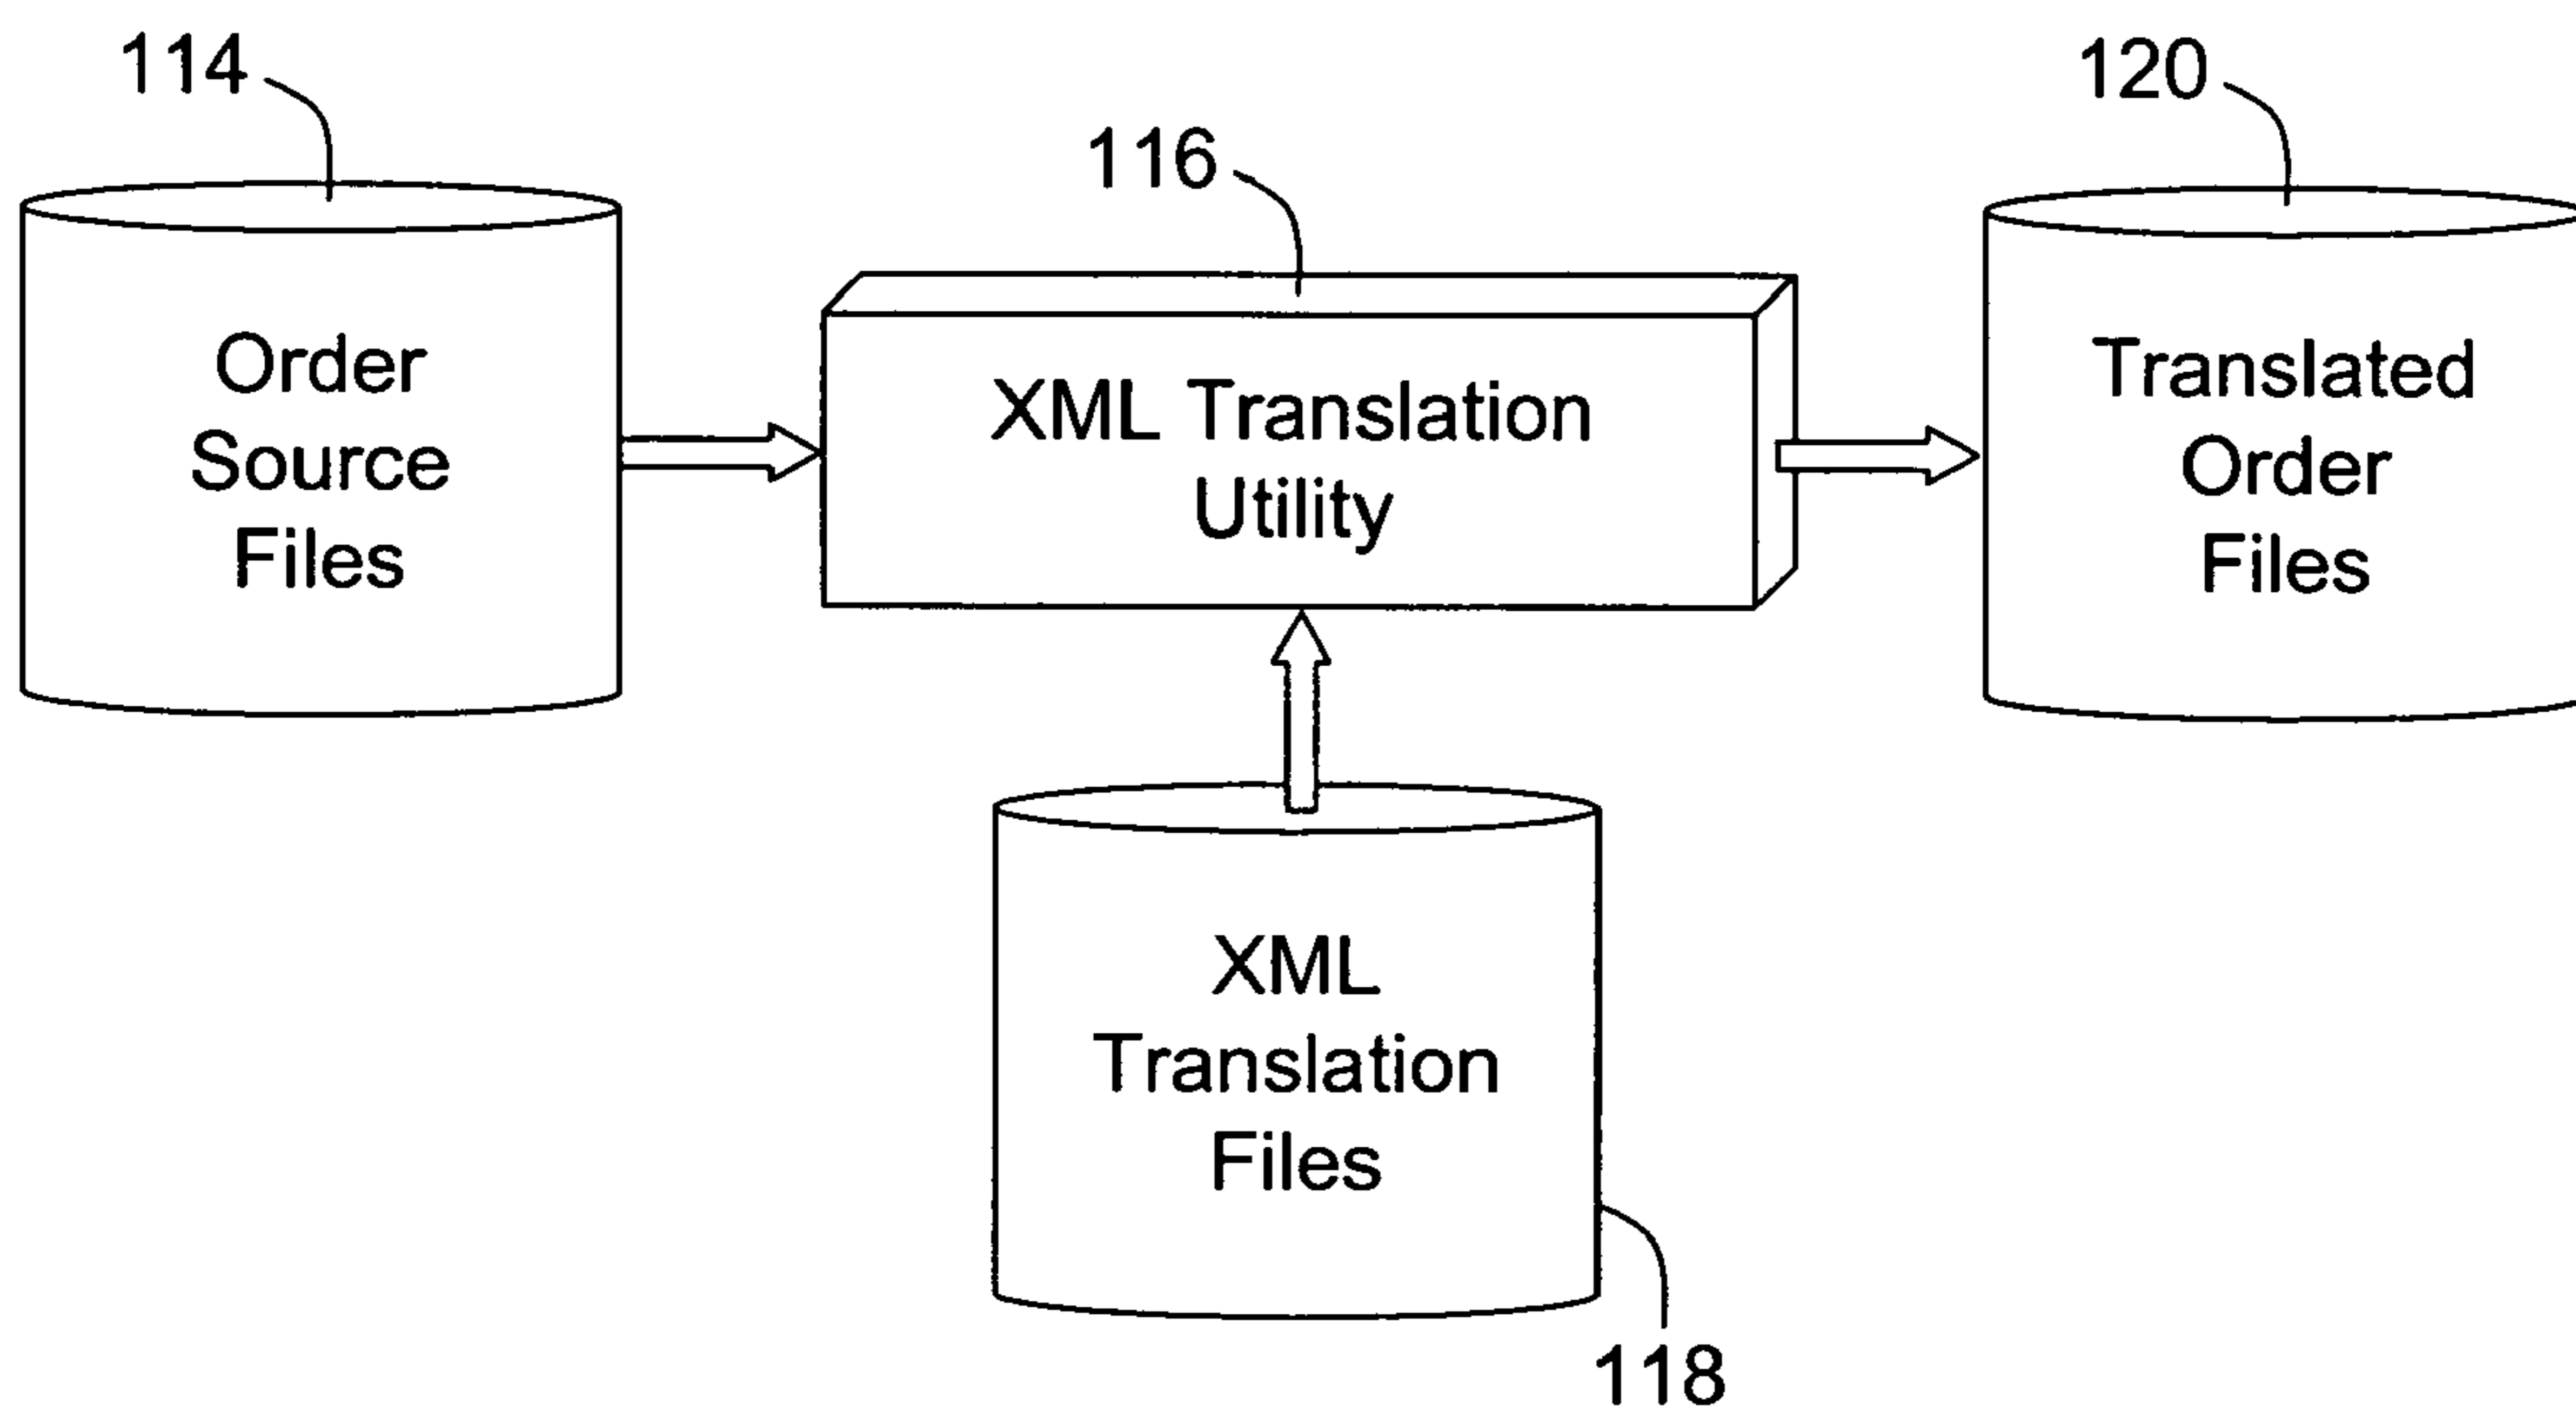 114
120
116
Order
Source
Files
XML Translation
Utility
Translated
Order
Files
XML
Translation
Files
118